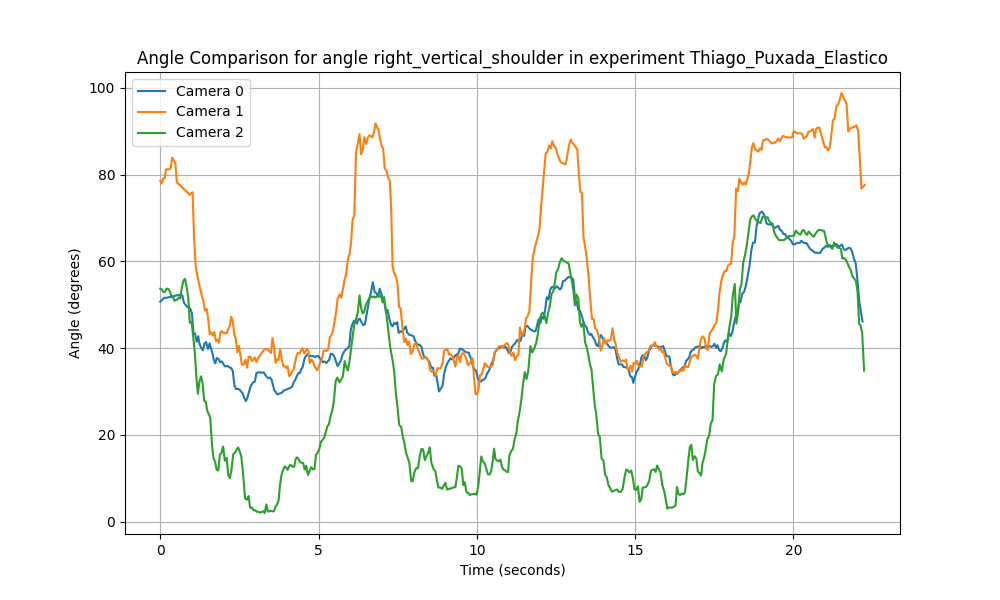 Angle Comparison for angle right_vertical_shoulder in experiment Thiago_Puxada_Elastico
Camera 0
Camera 1
Camera 2
100
80
60
40
20
0
Angle (degrees)
0 5 10 15 20
Time (seconds)